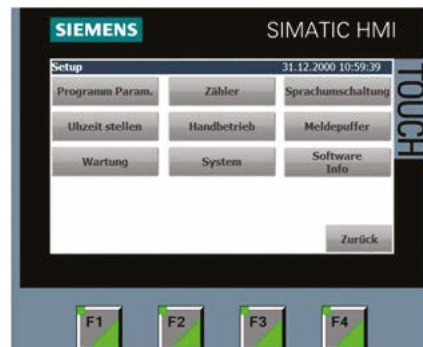 SIEMENS
SIMATIC HMI
TOUCH
Setup 31.12.2000 10:59:39
Programm Param. Zähler Sprachumschaltung
Uhzeit stellen Handbetrieb Meldepuffer
Wartung System Software
Info
Zurück
F1 F2 F3 F4